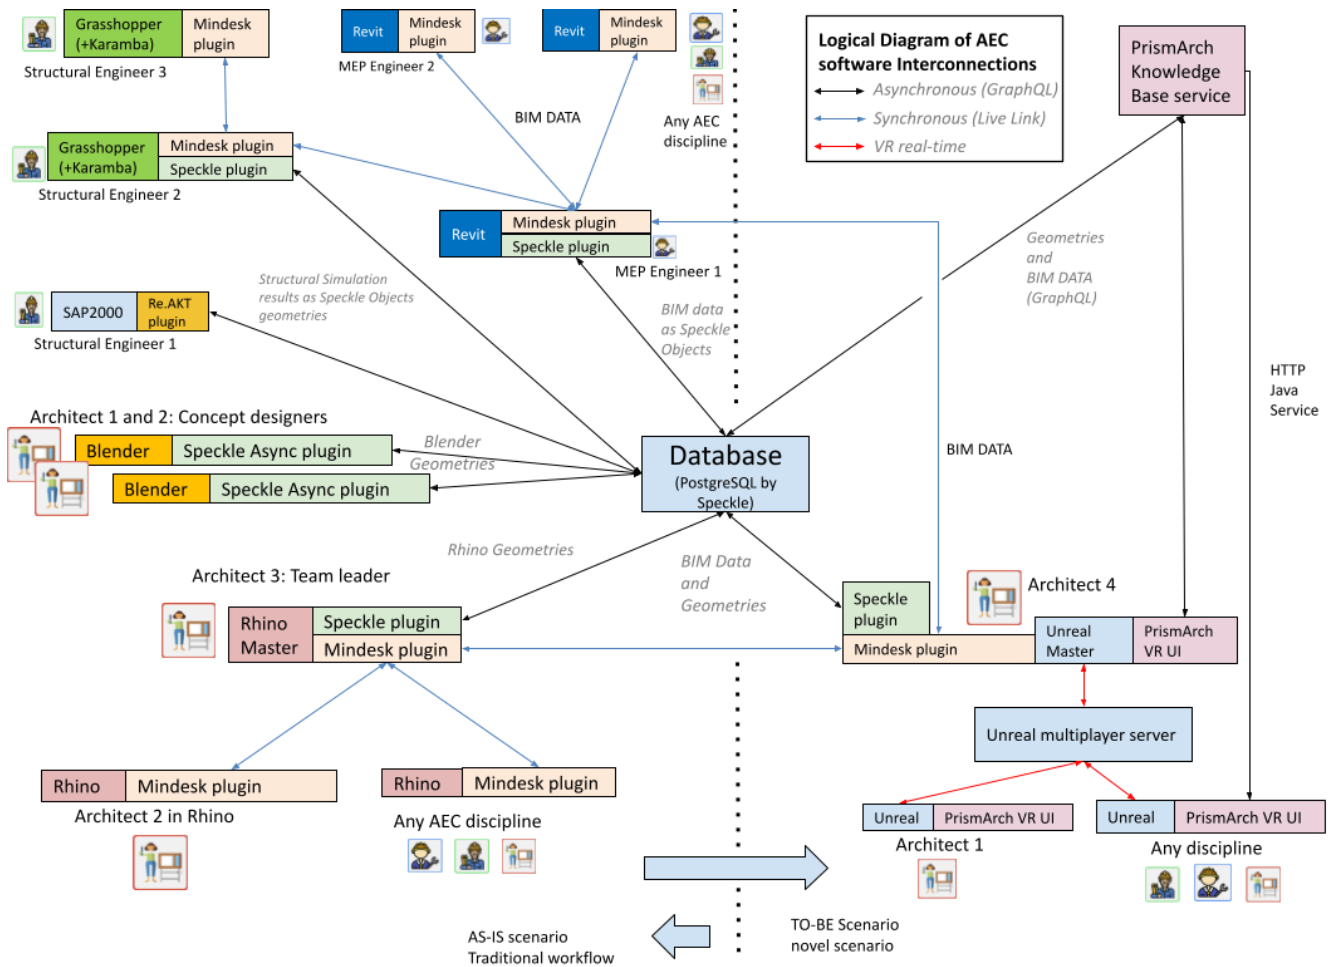 Grasshopper
(+Karamba)
Mindesk
plugin
Structural Engineer 3
Revit
Mindesk
plugin
MEP Engineer 2
Revit
Mindesk
plugin
Any AEC
discipline
BIM DATA
Logical Diagram of AEC
software Interconnections
Asynchronous (GraphQL)
Synchronous (Live Link)
VR real-time
PrismArch
Knowledge
Base service
Grasshopper
(+Karamba)
Mindesk plugin
Speckle plugin
Structural Engineer 2
Revit
Mindesk plugin
Speckle plugin
MEP Engineer 1
Geometries
and
BIM DATA
(GraphQL)
Structural Simulation
results as Speckle Objects
geometries
SAP2000
Re.AKT
plugin
Structural Engineer 1
BIM data
as Speckle
Objects
HTTP
Java
Service
Architect 1 and 2: Concept designers
Blender
Speckle Async plugin
Blender
Speckle Async plugin
Blender
Geometries
Database
(PostgreSQL by
Speckle)
BIM DATA
Rhino Geometries
BIM Data
and
Geometries
Architect 3: Team leader
Rhino
Master
Speckle plugin
Mindesk plugin
Speckle
plugin
Mindesk plugin
Architect 4
Unreal
Master
PrismArch
VR UI
Unreal multiplayer server
Rhino
Mindesk plugin
Architect 2 in Rhino
Rhino
Mindesk plugin
Any AEC discipline
Unreal
PrismArch VR UI
Architect 1
Unreal
PrismArch VR UI
Any discipline
AS-IS scenario
Traditional workflow
TO-BE Scenario
novel scenario